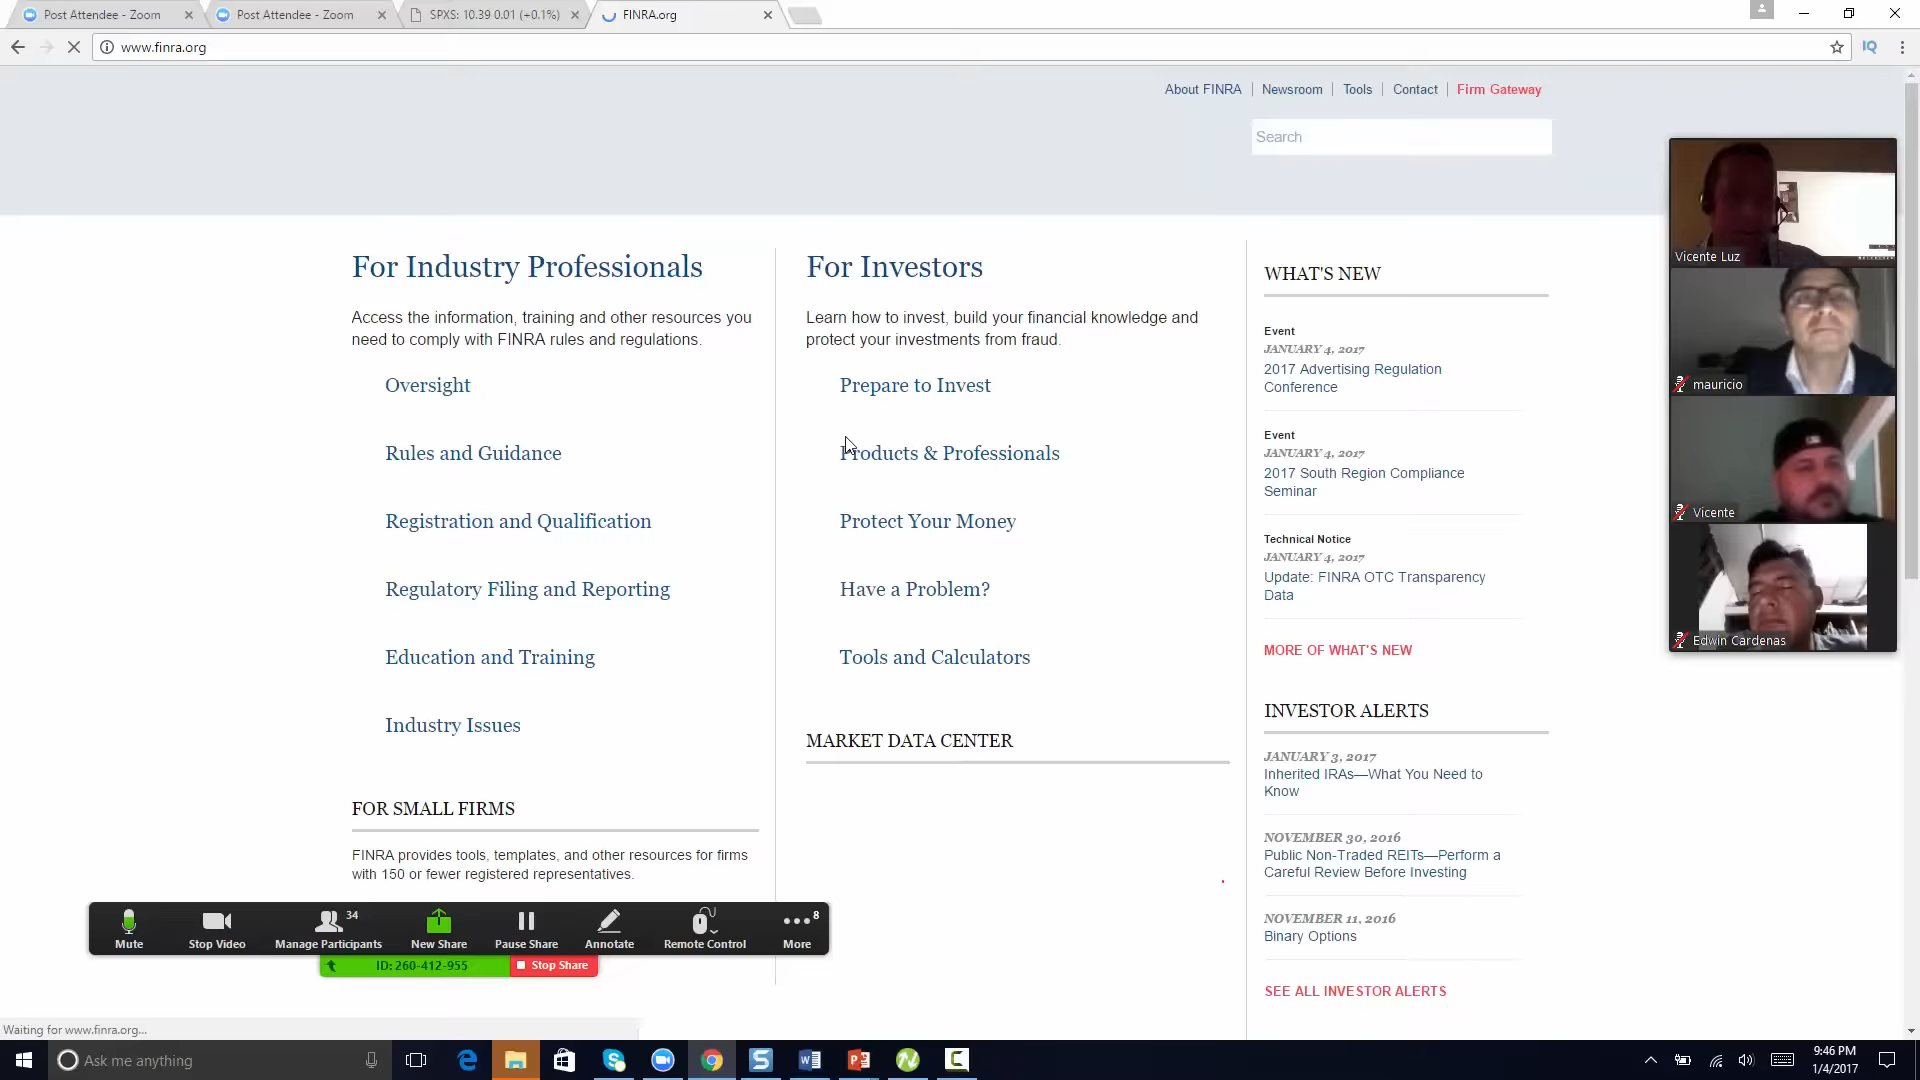 Post Attendee - Zoom
Post Attendee - Zoom
SPXS: 10.39 0.01 (+0.1%)
FINRA.org
www.finra.org
IQ
About FINRA
Newsroom
Tools
Contact
Firm Gateway
Search
For Industry Professionals
Access the information, training and other resources you
need to comply with FINRA rules and regulations.
Oversight
Rules and Guidance
Registration and Qualification
Regulatory Filing and Reporting
Education and Training
Industry Issues
FOR SMALL FIRMS
FINRA provides tools, templates, and other resources for firms
with 150 or fewer registered representatives.
For Investors
Learn how to invest, build your financial knowledge and
protect your investments from fraud.
Prepare to Invest
Products & Professionals
Protect Your Money
Have a Problem?
Tools and Calculators
MARKET DATA CENTER
WHAT'S NEW
Event
JANUARY 4, 2017
2017 Advertising Regulation
Conference
Event
JANUARY 4, 2017
2017 South Region Compliance
Seminar
Technical Notice
JANUARY 4, 2017
Update: FINRA OTC Transparency
Data
MORE OF WHAT'S NEW
INVESTOR ALERTS
JANUARY 3, 2017
Inherited IRAs—What You Need to
Know
NOVEMBER 30, 2016
Public Non-Traded REITs—Perform a
Careful Review Before Investing
NOVEMBER 11, 2016
Binary Options
SEE ALL INVESTOR ALERTS
Vicente Luz
mauricio
Vicente
Edwin Cardenas
Mute
Stop Video
34
Manage Participants
New Share
Pause Share
Annotate
Remote Control
8
More
ID: 260-412-955
Stop Share
Waiting for www.finra.org...
Ask me anything
9:46 PM
1/4/2017